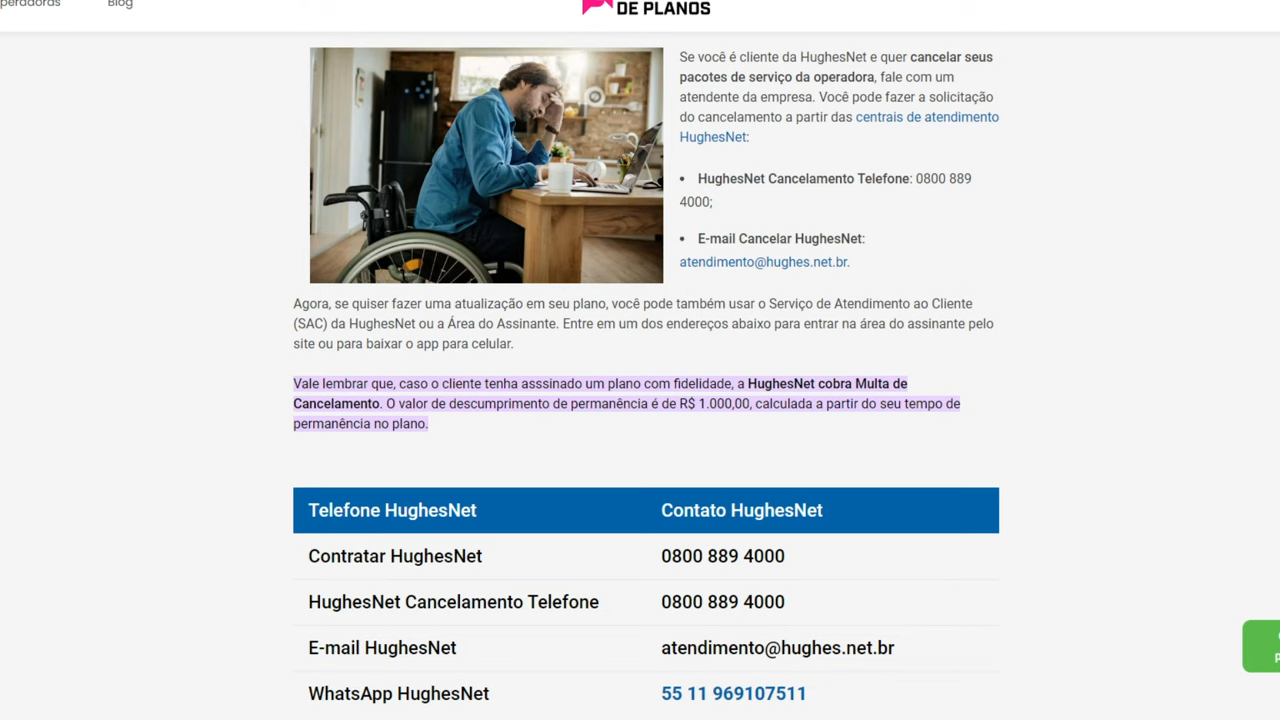 peradoras
Blog
DE PLANOS
Se você é cliente da HughesNet e quer cancelar seus
pacotes de serviço da operadora, fale com um
atendente da empresa. Você pode fazer a solicitação
do cancelamento a partir das centrais de atendimento
HughesNet:
• HughesNet Cancelamento Telefone: 0800 889
4000;
• E-mail Cancelar HughesNet:
atendimento@hughes.net.br.
Agora, se quiser fazer uma atualização em seu plano, você pode também usar o Serviço de Atendimento ao Cliente
(SAC) da HughesNet ou a Área do Assinante. Entre em um dos endereços abaixo para entrar na área do assinante pelo
site ou para baixar o app para celular.
Vale lembrar que, caso o cliente tenha asssinado um plano com fidelidade, a HughesNet cobra Multa de
Cancelamento. O valor de descumprimento de permanência é de R$ 1.000,00, calculada a partir do seu tempo de
permanência no plano.
Telefone HughesNet
Contato HughesNet
Contratar HughesNet
0800 889 4000
HughesNet Cancelamento Telefone
0800 889 4000
E-mail HughesNet
atendimento@hughes.net.br
WhatsApp HughesNet
55 11 969107511